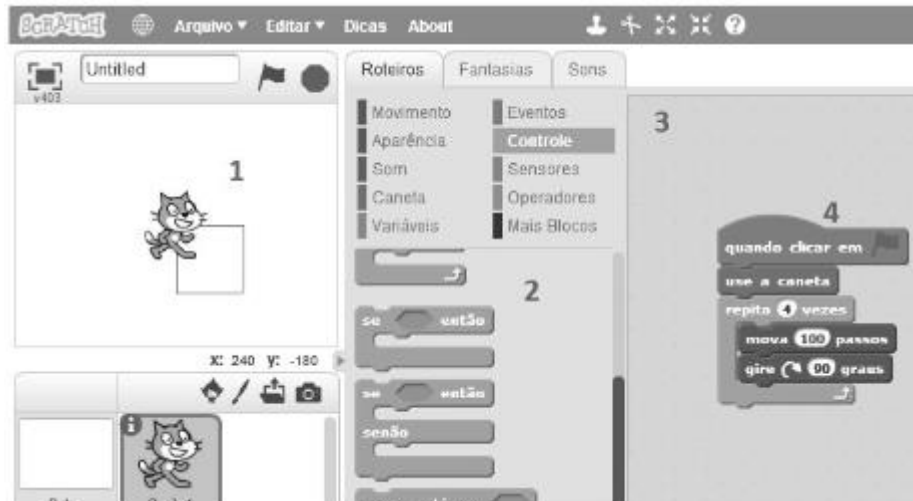 SCRATCH Arquivo▼ Editar▼ Dicas About
v403
Untitled
1
x: 240 y: -180
Roteiros Fantasias Sons
Movimento Eventos
Aparência Controle
Som Sensores
Caneta Operadores
Variáveis Mais Blocos
2
se então
se então
senão
3
4
quando clicar em
use a caneta
repita 4 vezes
mova 100 passos
gire 90 graus